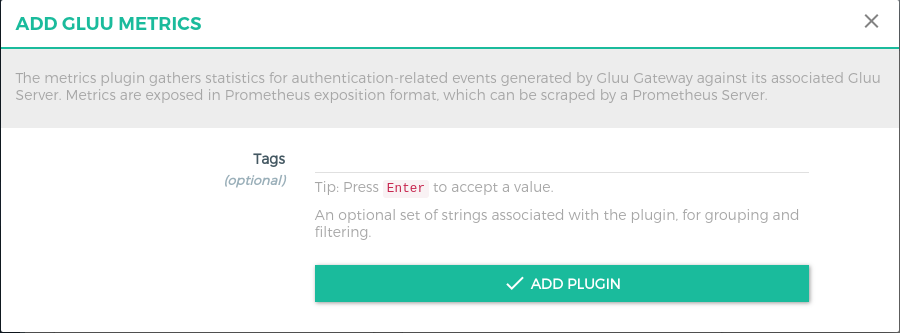 ADD GLUU METRICS
The metrics plugin gathers statistics for authentication-related events generated by Gluu Gateway against its associated Gluu
Server. Metrics are exposed in Prometheus exposition format, which can be scraped by a Prometheus Server.
Tags
(optional)
Tip: Press Enter to accept a value.
An optional set of strings associated with the plugin, for grouping and
filtering.
ADD PLUGIN